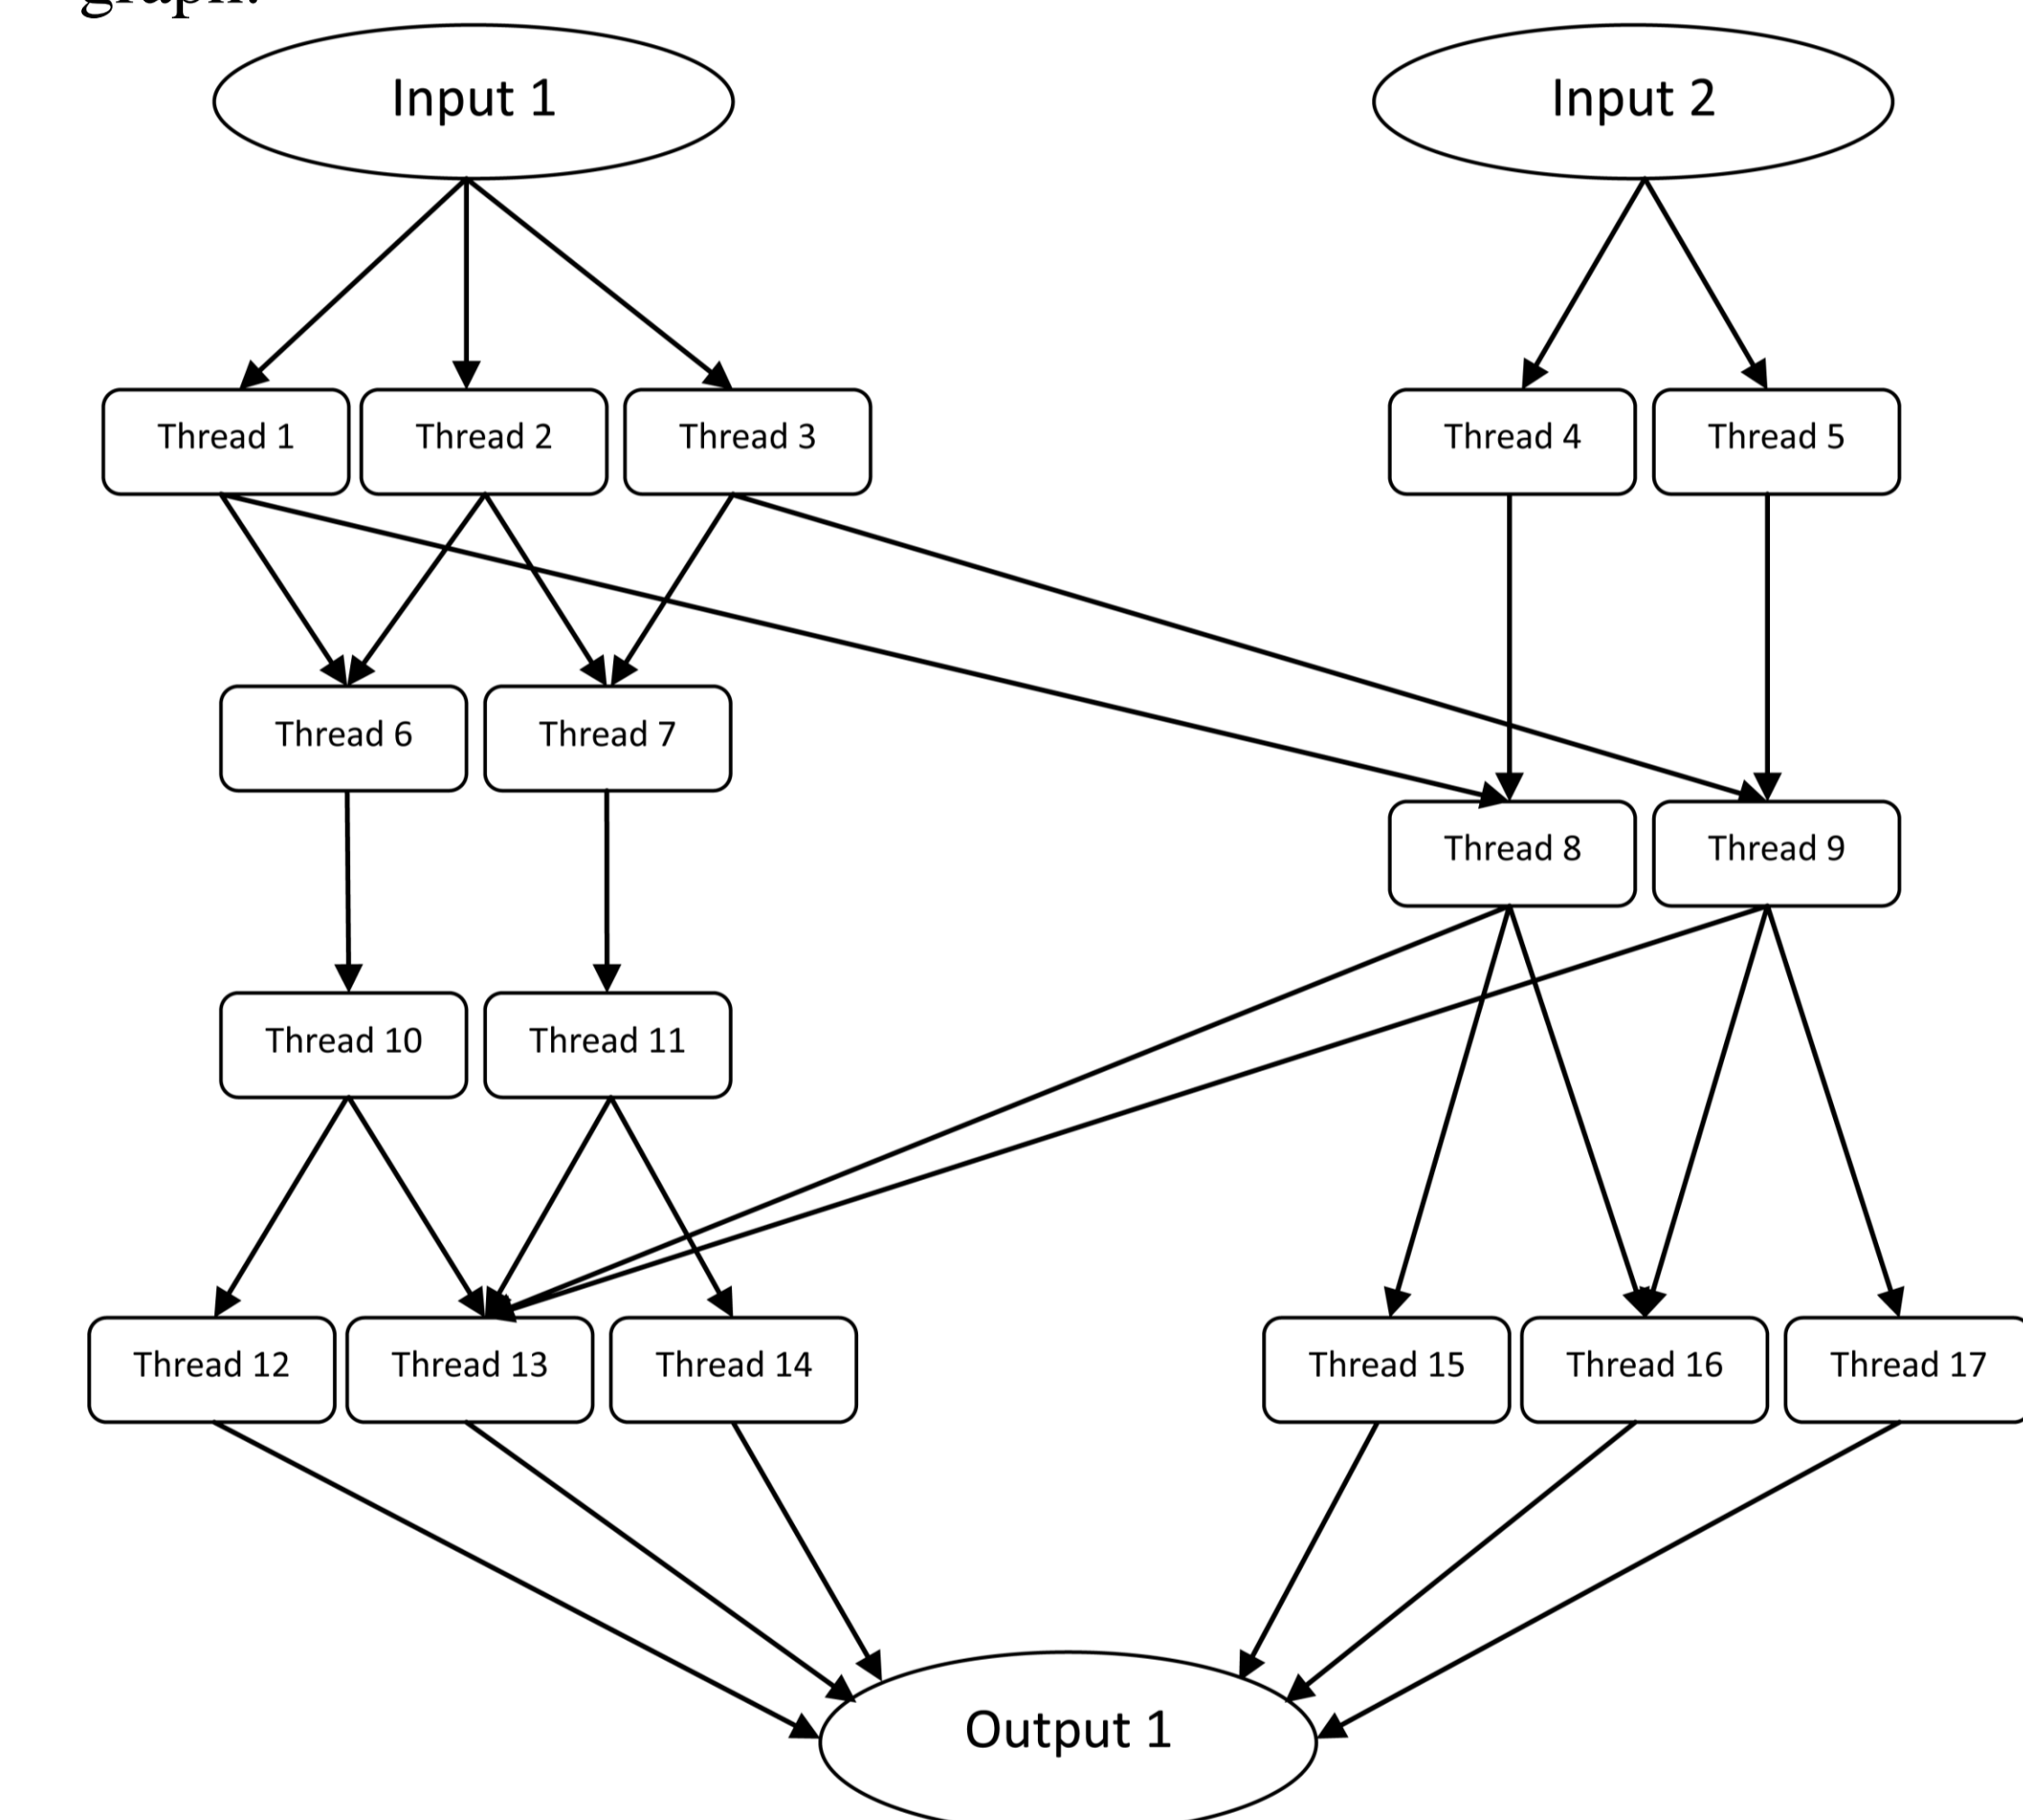 graph.
Input 1 Input 2
Thread 1 Thread 2 Thread 3 Thread 4 Thread 5
Thread 6 Thread 7
Thread 8 Thread 9
Thread 10 Thread 11
Thread 12 Thread 13 Thread 14 Thread 15 Thread 16 Thread 17
Output 1